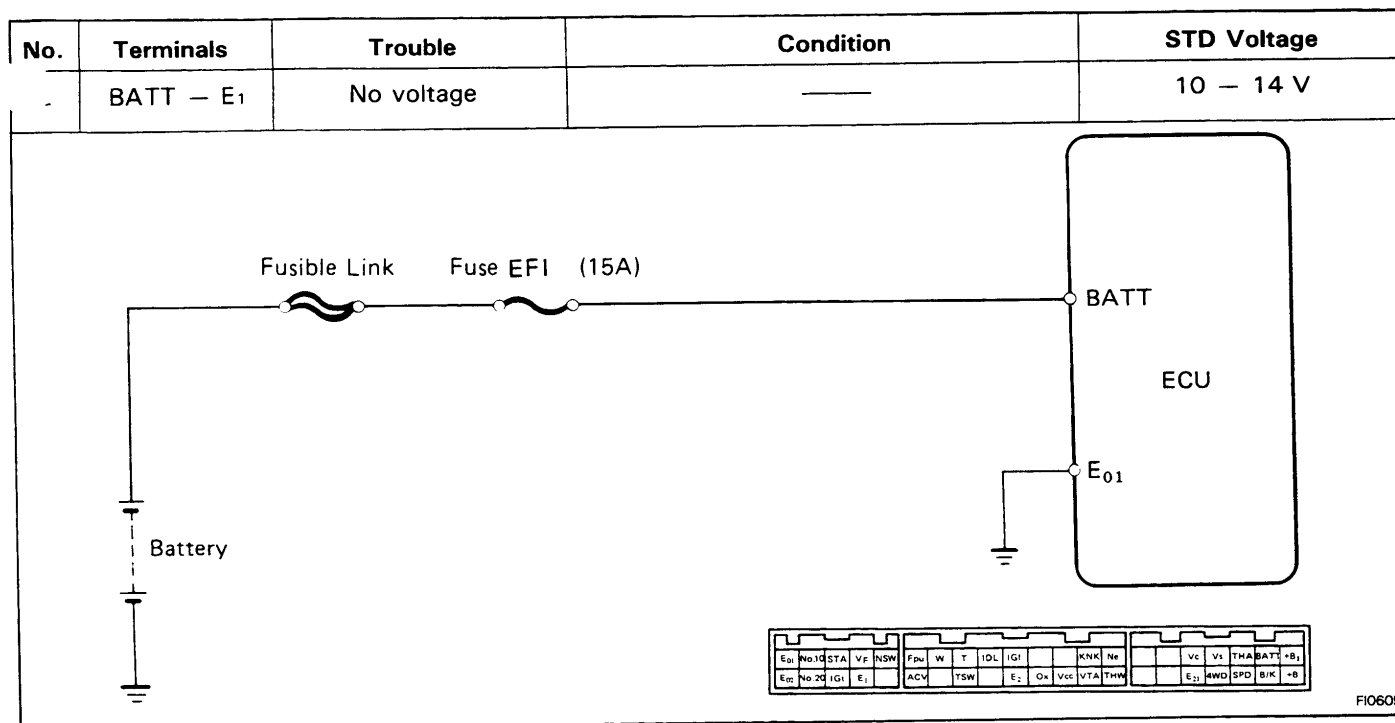 No. Terminals Trouble Condition STD Voltage
BATT — E1 No voltage —— 10 — 14 V
Fusible Link Fuse EFI (15A)
BATT
ECU
E01
Battery
E01 No.10 STA VF NSW Fpu W T IDL IGf KNK Ne Vc Vs THA BATT +B1
E02 No.20 IGt E1 ACV TSW E2 Ox Vcc VTA THW E21 4WD SPD B/K +B
FI0605